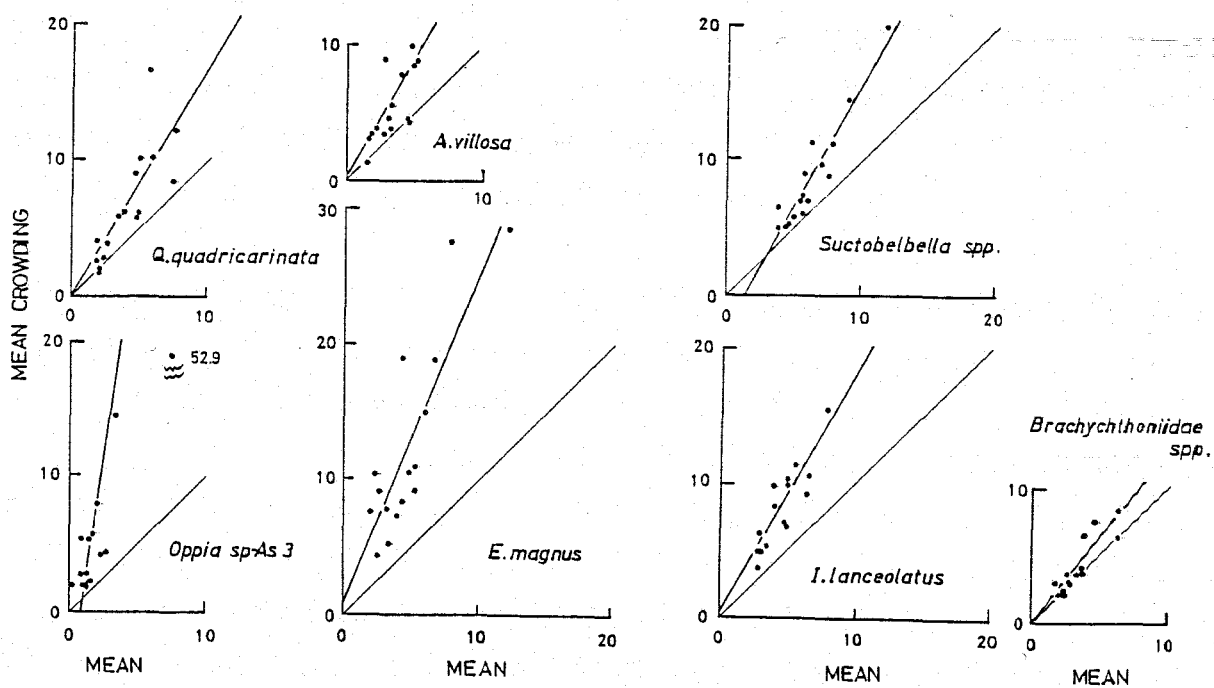 MEAN CROWDING
20
10
0
0
10
Q.quadricarinata
10
0
10
A.villosa
20
10
0
0
10
20
Suctobelbella spp.
20
10
0
0
10
52.9
Oppia sp-As 3
MEAN
30
20
10
0
0
10
20
E.magnus
MEAN
20
10
0
0
10
20
I.lanceolatus
MEAN
Brachychthoniidae
spp.
10
0
0
10
MEAN